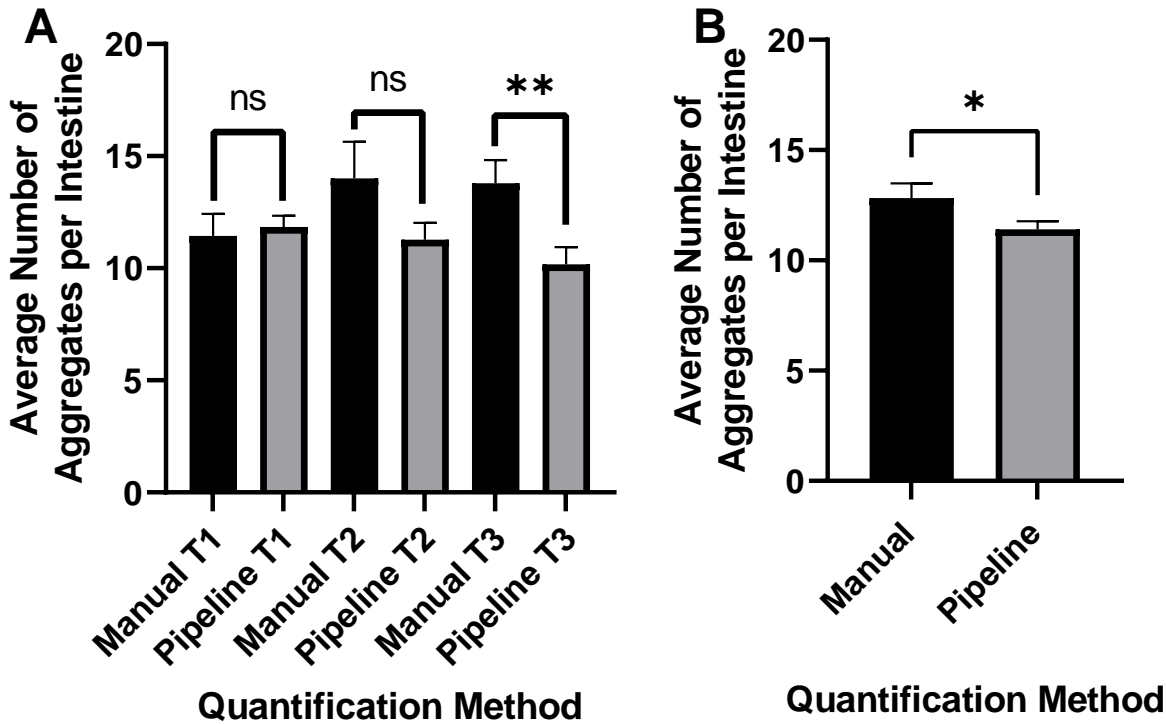 A
Average Number of
Aggregates per Intestine
20
15
10
5
0
ns
ns
**
Manual T1
Pipeline T1
Manual T2
Pipeline T2
Manual T3
Pipeline T3
Quantification Method
B
Average Number of
Aggregates per Intestine
20
15
10
5
0
*
Manual
Pipeline
Quantification Method